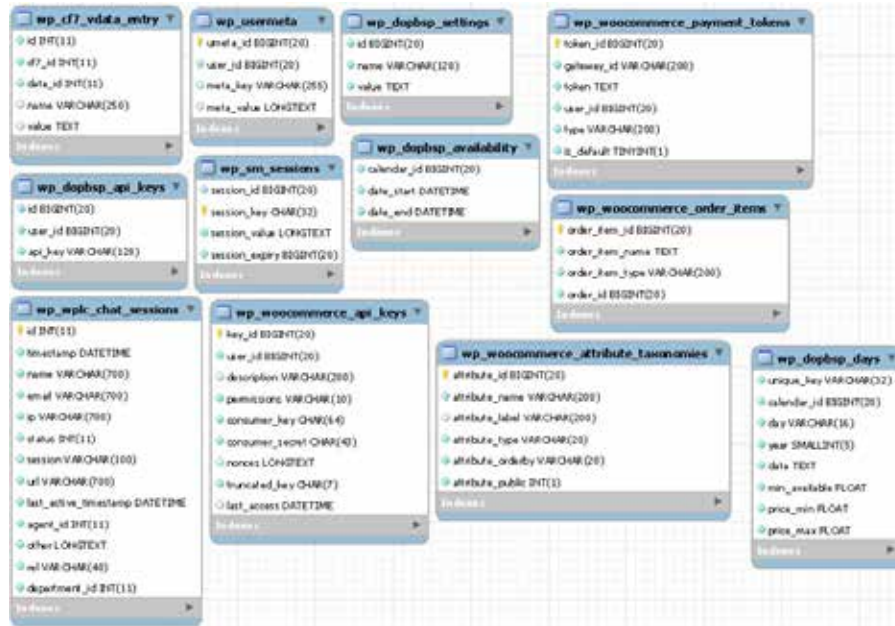 wp_cf7_vdata_entry
id INT(11)
cf7_id INT(11)
data_id INT(11)
name VARCHAR(250)
value TEXT
Indexes
wp_usermeta
umeta_id BIGINT(20)
user_id BIGINT(20)
meta_key VARCHAR(255)
meta_value LONGTEXT
Indexes
wp_dopbsp_settings
id BIGINT(20)
name VARCHAR(128)
value TEXT
Indexes
wp_woocommerce_payment_tokens
token_id BIGINT(20)
gateway_id VARCHAR(200)
token TEXT
user_id BIGINT(20)
type VARCHAR(200)
is_default TINYINT(1)
Indexes
wp_dopbsp_api_keys
id BIGINT(20)
user_id BIGINT(20)
api_key VARCHAR(128)
Indexes
wp_sm_sessions
session_id BIGINT(20)
session_key CHAR(32)
session_value LONGTEXT
session_expiry BIGINT(20)
Indexes
wp_dopbsp_availability
calendar_id BIGINT(20)
date_start DATETIME
date_end DATETIME
Indexes
wp_woocommerce_order_items
order_item_id BIGINT(20)
order_item_name TEXT
order_item_type VARCHAR(200)
order_id BIGINT(20)
Indexes
wp_wplc_chat_sessions
id INT(11)
timestamp DATETIME
name VARCHAR(700)
email VARCHAR(700)
ip VARCHAR(700)
status INT(11)
session VARCHAR(100)
url VARCHAR(700)
last_active_timestamp DATETIME
agent_id INT(11)
other LONGTEXT
rel VARCHAR(40)
department_id INT(11)
Indexes
wp_woocommerce_api_keys
key_id BIGINT(20)
user_id BIGINT(20)
description VARCHAR(200)
permissions VARCHAR(10)
consumer_key CHAR(64)
consumer_secret CHAR(43)
nonces LONGTEXT
truncated_key CHAR(7)
last_access DATETIME
Indexes
wp_woocommerce_attribute_taxonomies
attribute_id BIGINT(20)
attribute_name VARCHAR(200)
attribute_label VARCHAR(200)
attribute_type VARCHAR(20)
attribute_orderby VARCHAR(20)
attribute_public INT(1)
Indexes
wp_dopbsp_days
unique_key VARCHAR(32)
calendar_id BIGINT(20)
day VARCHAR(16)
year SMALLINT(5)
data TEXT
min_available FLOAT
price_min FLOAT
price_max FLOAT
Indexes